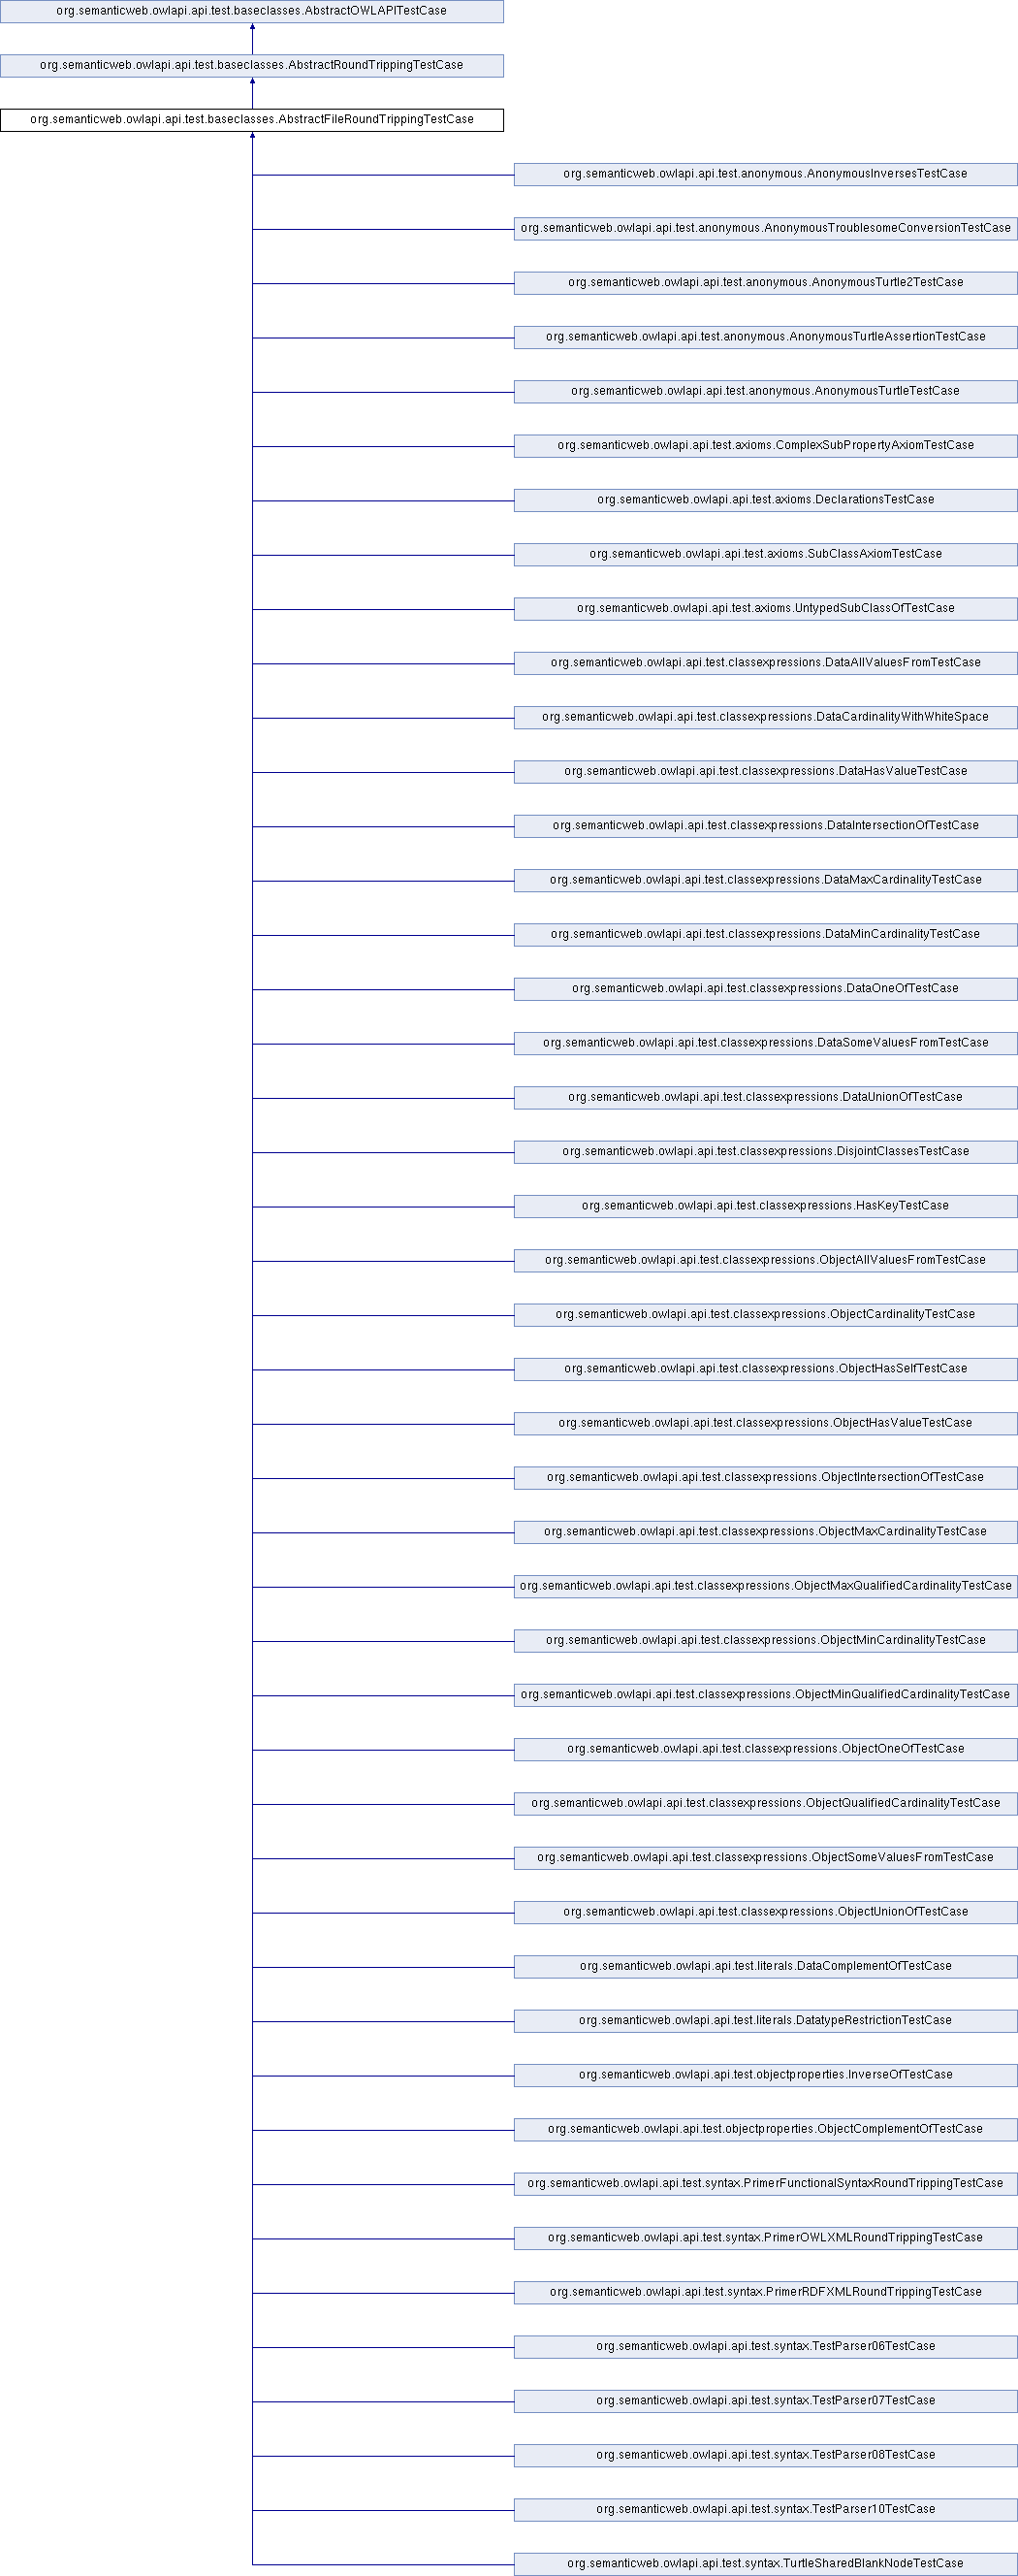 org.semanticweb.owlapi.api.test.baseclasses.AbstractOWLAPITestCase
org.semanticweb.owlapi.api.test.baseclasses.AbstractRoundTrippingTestCase
org.semanticweb.owlapi.api.test.baseclasses.AbstractFileRoundTrippingTestCase
org.semanticweb.owlapi.api.test.anonymous.AnonymousInversesTestCase
org.semanticweb.owlapi.api.test.anonymous.AnonymousTroublesomeConversionTestCase
org.semanticweb.owlapi.api.test.anonymous.AnonymousTurtle2TestCase
org.semanticweb.owlapi.api.test.anonymous.AnonymousTurtleAssertionTestCase
org.semanticweb.owlapi.api.test.anonymous.AnonymousTurtleTestCase
org.semanticweb.owlapi.api.test.axioms.ComplexSubPropertyAxiomTestCase
org.semanticweb.owlapi.api.test.axioms.DeclarationsTestCase
org.semanticweb.owlapi.api.test.axioms.SubClassAxiomTestCase
org.semanticweb.owlapi.api.test.axioms.UntypedSubClassOfTestCase
org.semanticweb.owlapi.api.test.classexpressions.DataAllValuesFromTestCase
org.semanticweb.owlapi.api.test.classexpressions.DataCardinalityWithWhiteSpace
org.semanticweb.owlapi.api.test.classexpressions.DataHasValueTestCase
org.semanticweb.owlapi.api.test.classexpressions.DataIntersectionOfTestCase
org.semanticweb.owlapi.api.test.classexpressions.DataMaxCardinalityTestCase
org.semanticweb.owlapi.api.test.classexpressions.DataMinCardinalityTestCase
org.semanticweb.owlapi.api.test.classexpressions.DataOneOfTestCase
org.semanticweb.owlapi.api.test.classexpressions.DataSomeValuesFromTestCase
org.semanticweb.owlapi.api.test.classexpressions.DataUnionOfTestCase
org.semanticweb.owlapi.api.test.classexpressions.DisjointClassesTestCase
org.semanticweb.owlapi.api.test.classexpressions.HasKeyTestCase
org.semanticweb.owlapi.api.test.classexpressions.ObjectAllValuesFromTestCase
org.semanticweb.owlapi.api.test.classexpressions.ObjectCardinalityTestCase
org.semanticweb.owlapi.api.test.classexpressions.ObjectHasSelfTestCase
org.semanticweb.owlapi.api.test.classexpressions.ObjectHasValueTestCase
org.semanticweb.owlapi.api.test.classexpressions.ObjectIntersectionOfTestCase
org.semanticweb.owlapi.api.test.classexpressions.ObjectMaxCardinalityTestCase
org.semanticweb.owlapi.api.test.classexpressions.ObjectMaxQualifiedCardinalityTestCase
org.semanticweb.owlapi.api.test.classexpressions.ObjectMinCardinalityTestCase
org.semanticweb.owlapi.api.test.classexpressions.ObjectMinQualifiedCardinalityTestCase
org.semanticweb.owlapi.api.test.classexpressions.ObjectOneOfTestCase
org.semanticweb.owlapi.api.test.classexpressions.ObjectQualifiedCardinalityTestCase
org.semanticweb.owlapi.api.test.classexpressions.ObjectSomeValuesFromTestCase
org.semanticweb.owlapi.api.test.classexpressions.ObjectUnionOfTestCase
org.semanticweb.owlapi.api.test.literals.DataComplementOfTestCase
org.semanticweb.owlapi.api.test.literals.DatatypeRestrictionTestCase
org.semanticweb.owlapi.api.test.objectproperties.InverseOfTestCase
org.semanticweb.owlapi.api.test.objectproperties.ObjectComplementOfTestCase
org.semanticweb.owlapi.api.test.syntax.PrimerFunctionalSyntaxRoundTrippingTestCase
org.semanticweb.owlapi.api.test.syntax.PrimerOWLXMLRoundTrippingTestCase
org.semanticweb.owlapi.api.test.syntax.PrimerRDFXMLRoundTrippingTestCase
org.semanticweb.owlapi.api.test.syntax.TestParser06TestCase
org.semanticweb.owlapi.api.test.syntax.TestParser07TestCase
org.semanticweb.owlapi.api.test.syntax.TestParser08TestCase
org.semanticweb.owlapi.api.test.syntax.TestParser10TestCase
org.semanticweb.owlapi.api.test.syntax.TurtleSharedBlankNodeTestCase